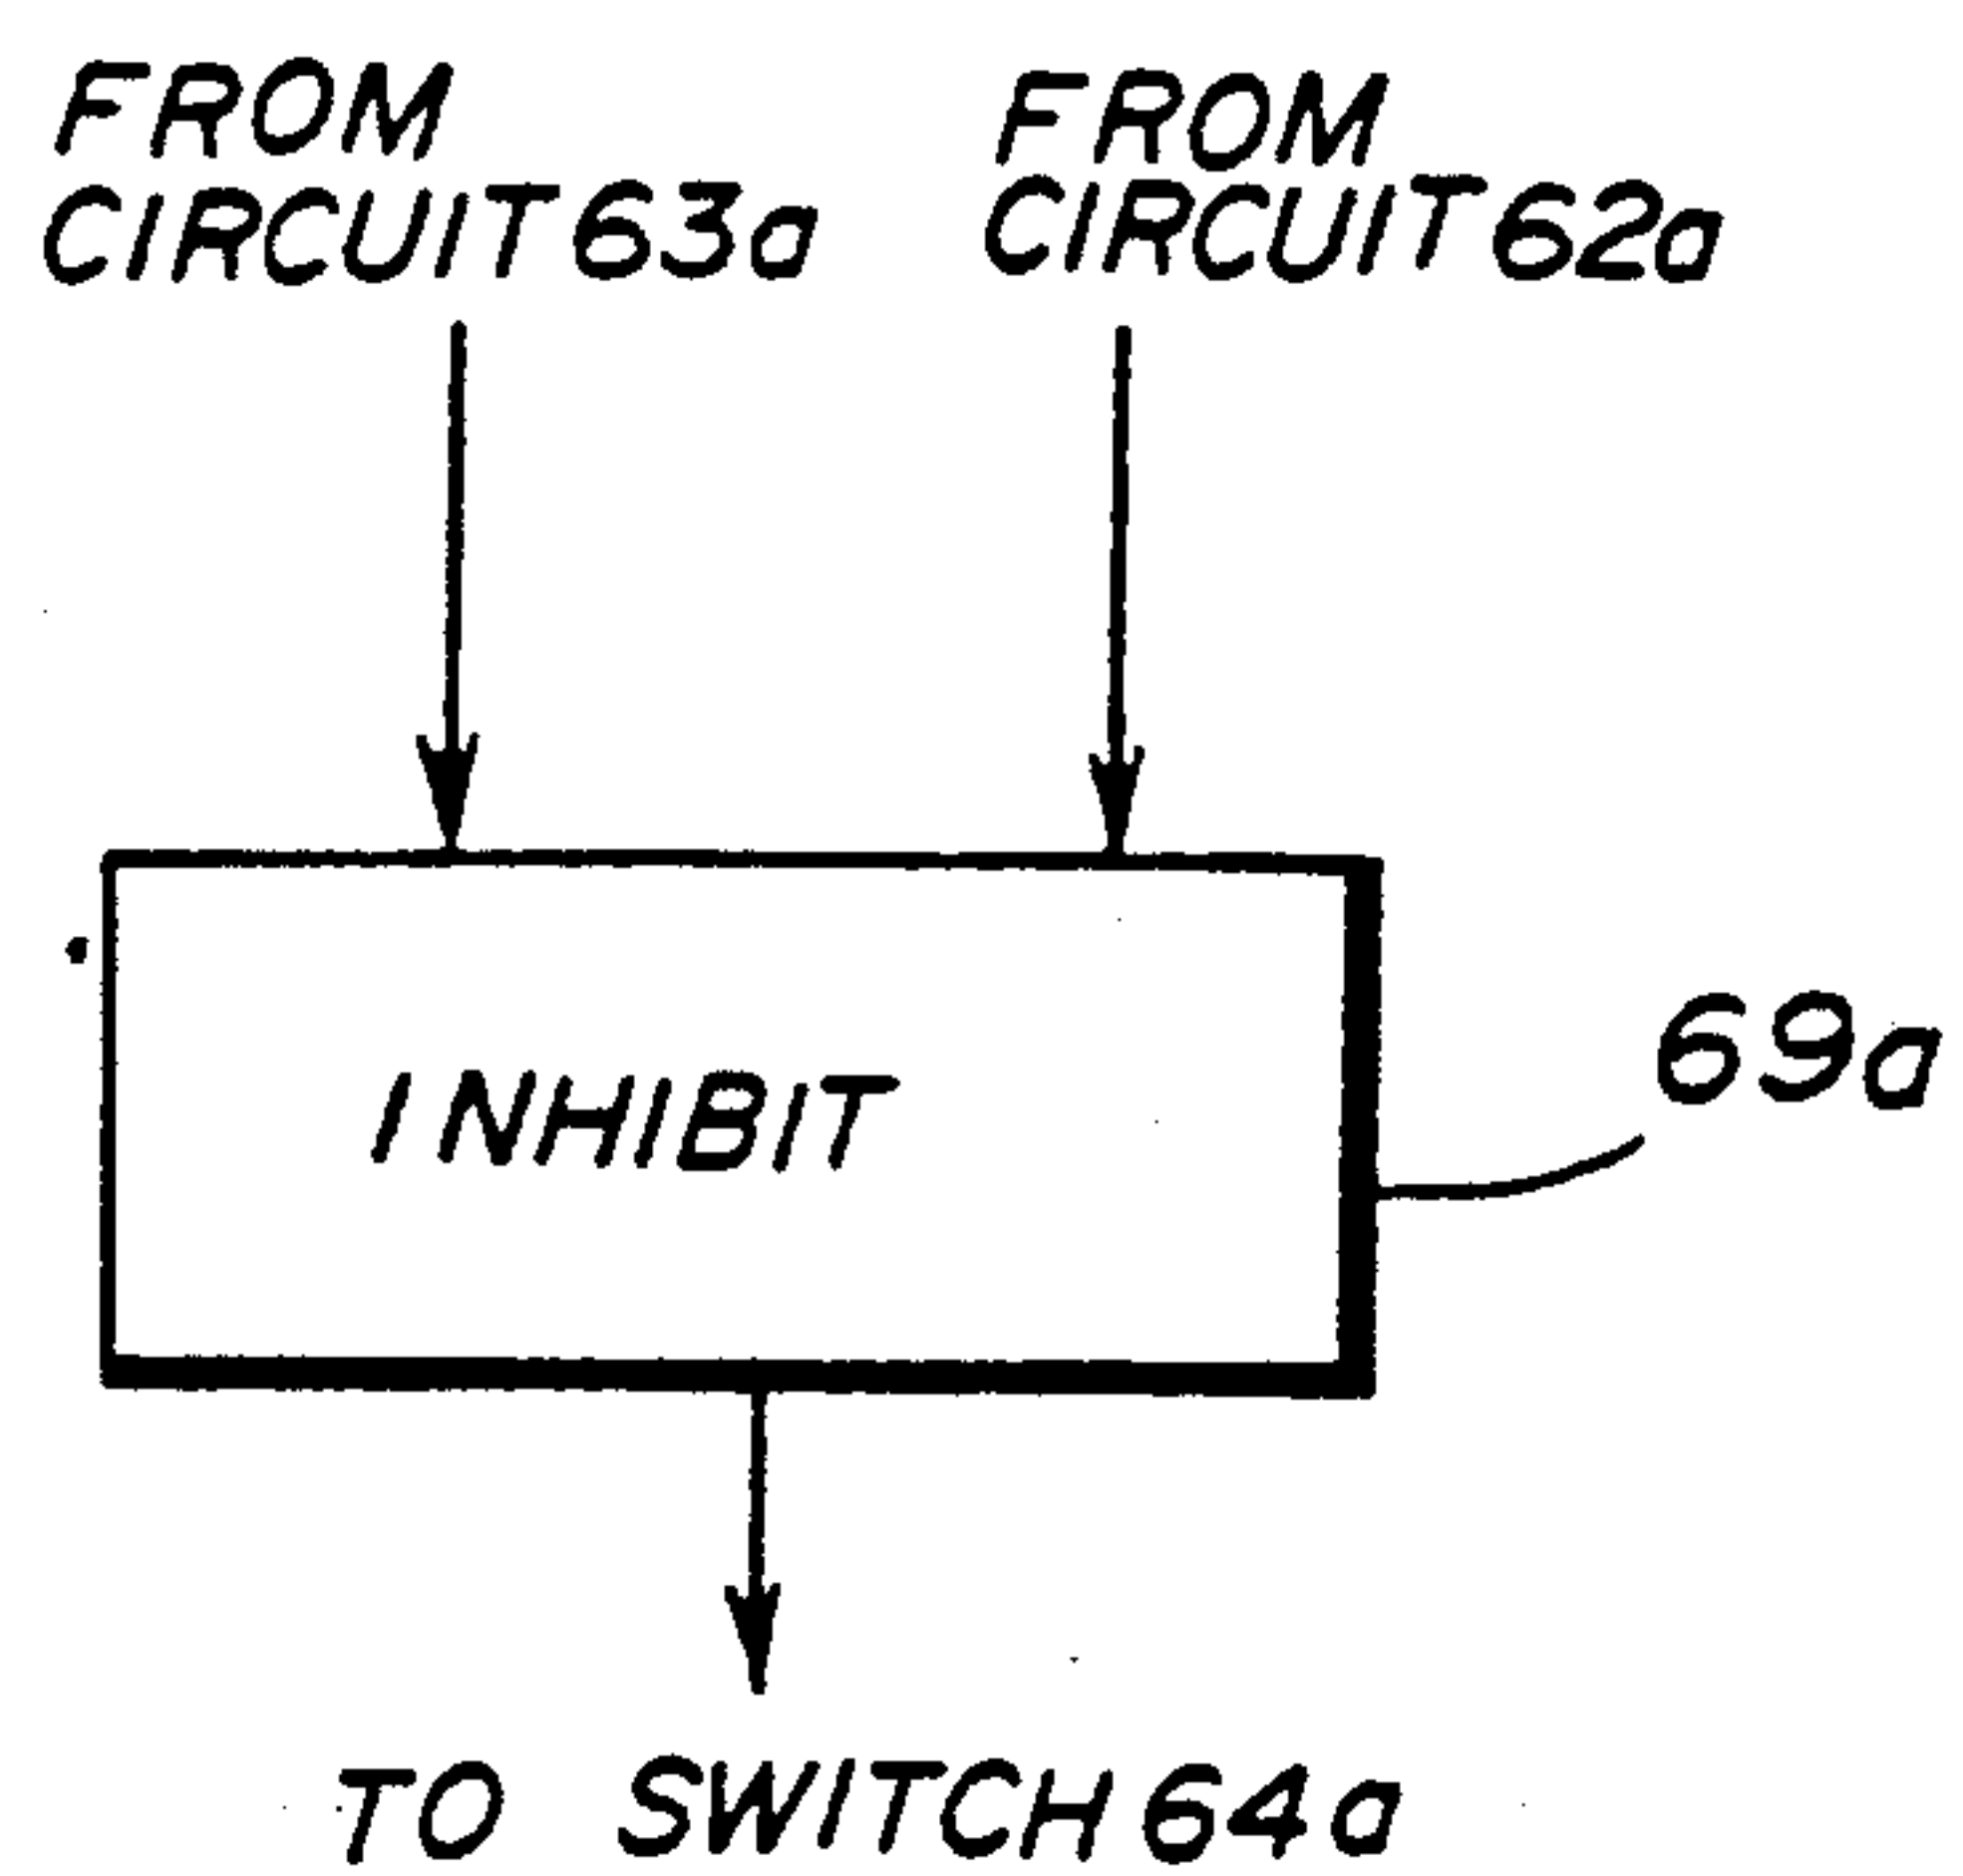 FROM
CIRCUIT 63a
FROM
CIRCUIT 62a
INHIBIT
69a
TO SWITCH 64a